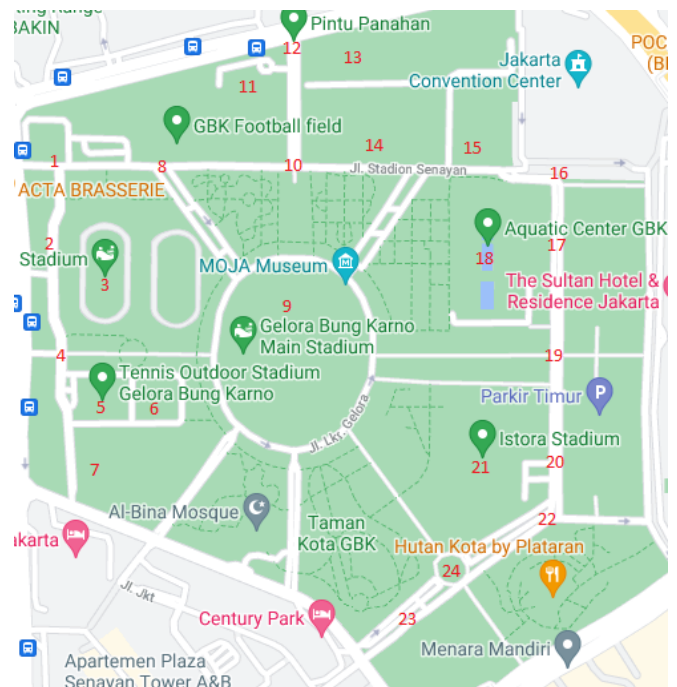 ing Range
BAKIN
Pintu Panahan
12
13
POC
(BE
Jakarta
Convention Center
11
GBK Football field
14
15
1
8
10
Jl. Stadion Senayan
16
ACTA BRASSERIE
2
Stadium
3
MOJA Museum
Aquatic Center GBK
17
18
The Sultan Hotel &
Residence Jakarta
9
Gelora Bung Karno
Main Stadium
4
19
Tennis Outdoor Stadium
Gelora Bung Karno
5
6
Parkir Timur
P
Jl. Lkr. Gelora
Istora Stadium
7
21
20
Al-Bina Mosque
Taman
Kota GBK
22
akarta
Hutan Kota by Plataran
24
Jl. Jkt
Century Park
23
Menara Mandiri
Apartemen Plaza
Senayan Tower A&B